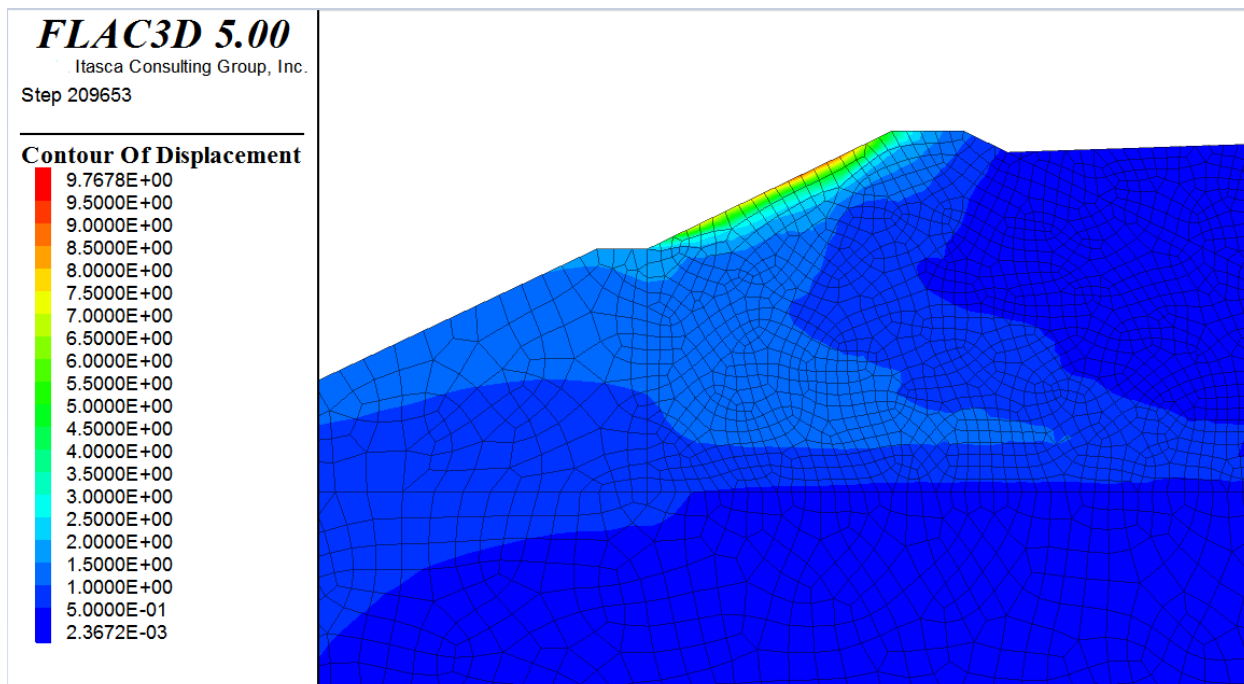 FLAC3D 5.00
Itasca Consulting Group, Inc.
Step 209653
Contour Of Displacement
9.7678E+00
9.5000E+00
9.0000E+00
8.5000E+00
8.0000E+00
7.5000E+00
7.0000E+00
6.5000E+00
6.0000E+00
5.5000E+00
5.0000E+00
4.5000E+00
4.0000E+00
3.5000E+00
3.0000E+00
2.5000E+00
2.0000E+00
1.5000E+00
1.0000E+00
5.0000E-01
2.3672E-03